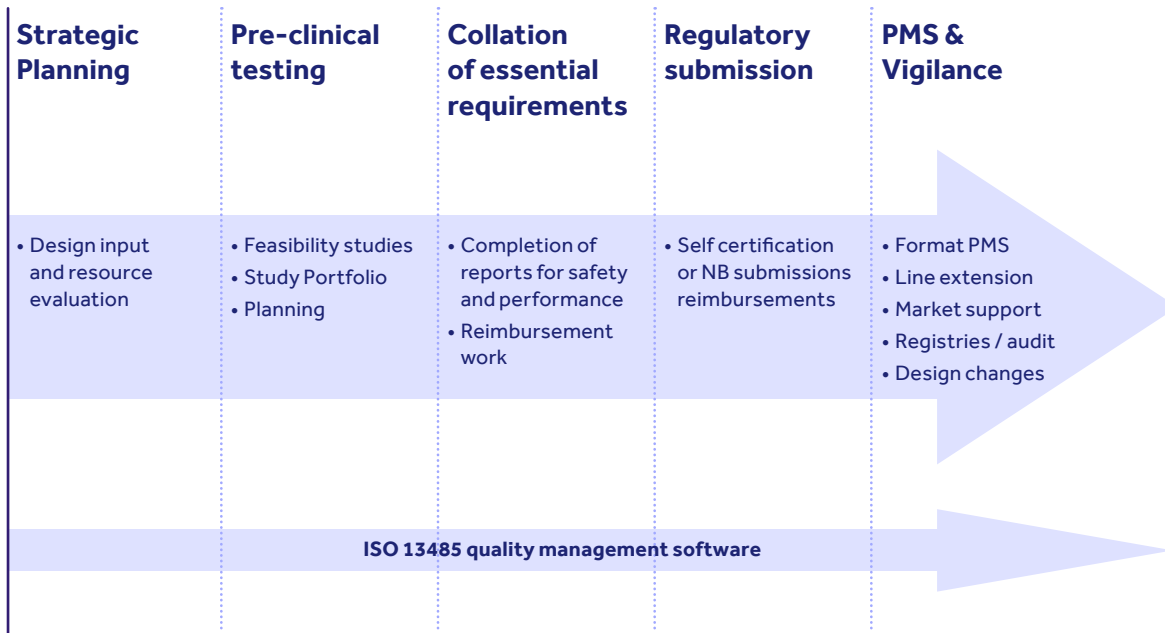 Strategic
Planning
Pre-clinical
testing
Collation
of essential
requirements
Regulatory
submission
PMS &
Vigilance
• Design input
and resource
evaluation
• Feasibility studies
• Study Portfolio
• Planning
• Completion of
reports for safety
and performance
• Reimbursement
work
• Self certification
or NB submissions
reimbursements
• Format PMS
• Line extension
• Market support
• Registries / audit
• Design changes
ISO 13485 quality management software